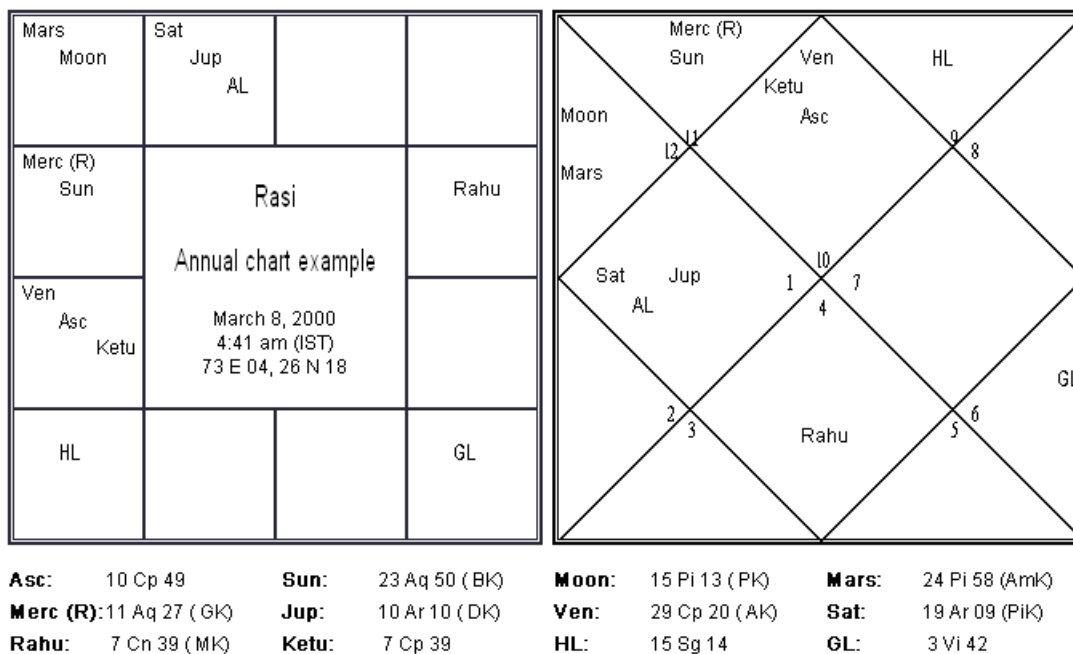 Mars
Moon
Sat
Jup
AL
Merc (R)
Sun
Rahu
Ven
Asc
Ketu
HL
GL
Rasi
Annual chart example
March 8, 2000
4:41 am (IST)
73 E 04, 26 N 18
Merc (R)
Sun
Ven
Ketu
Asc
HL
Moon
Mars
11
12
9
8
Sat
Jup
AL
10
1
7
4
GL
2
3
Rahu
6
5
Asc: 10 Cp 49 Sun: 23 Aq 50 (BK) Moon: 15 Pi 13 (PK) Mars: 24 Pi 58 (AmK)
Merc (R): 11 Aq 27 (GK) Jup: 10 Ar 10 (DK) Ven: 29 Cp 20 (AK) Sat: 19 Ar 09 (PiK)
Rahu: 7 Cn 39 (MK) Ketu: 7 Cp 39 HL: 15 Sg 14 GL: 3 Vi 42